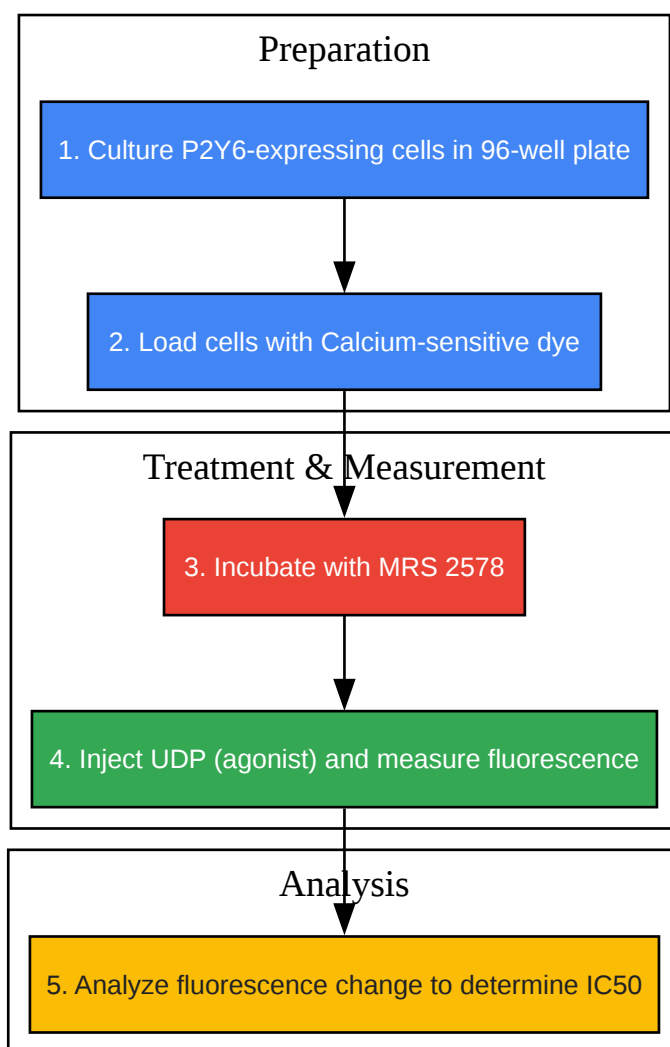 Preparation
1. Culture P2Y6-expressing cells in 96-well plate
2. Load cells with Calcium-sensitive dye
Treatment & Measurement
3. Incubate with MRS 2578
4. Inject UDP (agonist) and measure fluorescence
Analysis
5. Analyze fluorescence change to determine IC50